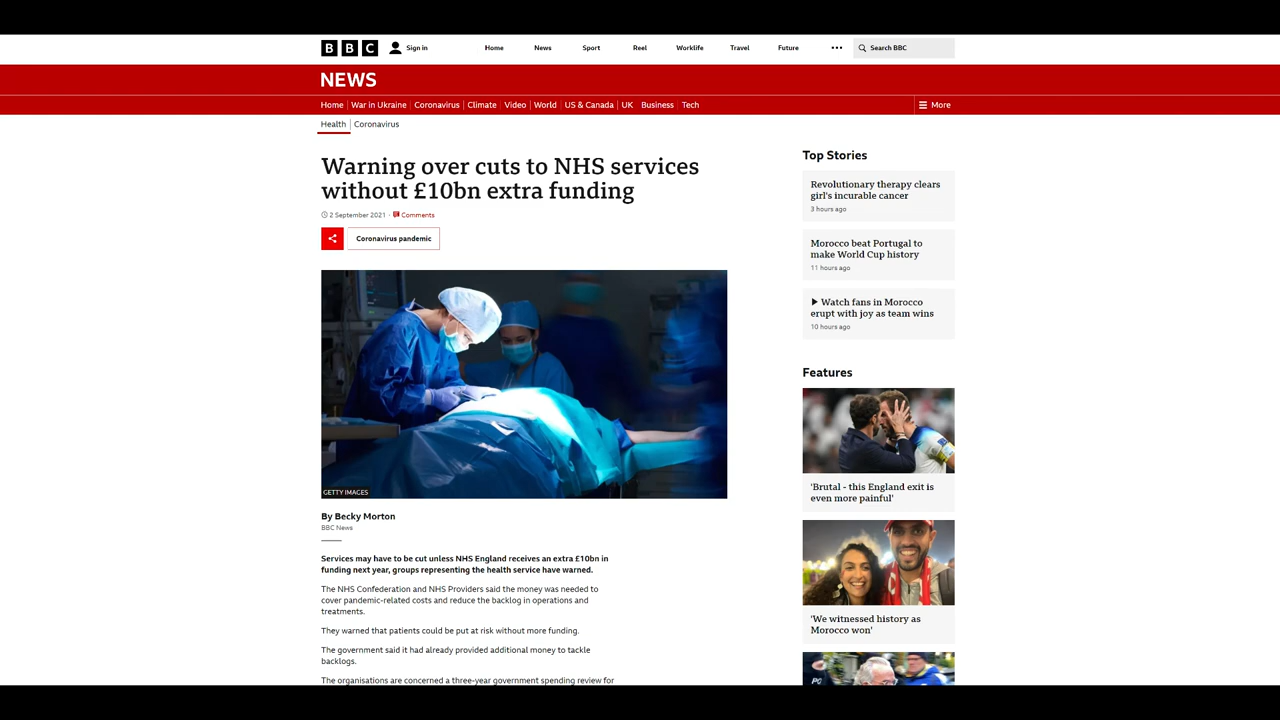 BBC
Sign in
Home
News
Sport
Reel
Worklife
Travel
Future
Search BBC
NEWS
Home
War in Ukraine
Coronavirus
Climate
Video
World
US & Canada
UK
Business
Tech
More
Health
Coronavirus
Warning over cuts to NHS services
without £10bn extra funding
2 September 2021
Comments
Coronavirus pandemic
GETTY IMAGES
By Becky Morton
BBC News
Services may have to be cut unless NHS England receives an extra £10bn in
funding next year, groups representing the health service have warned.
The NHS Confederation and NHS Providers said the money was needed to
cover pandemic-related costs and reduce the backlog in operations and
treatments.
They warned that patients could be put at risk without more funding.
The government said it had already provided additional money to tackle
backlogs.
The organisations are concerned a three-year government spending review for
Top Stories
Revolutionary therapy clears
girl's incurable cancer
3 hours ago
Morocco beat Portugal to
make World Cup history
11 hours ago
Watch fans in Morocco
erupt with joy as team wins
10 hours ago
Features
'Brutal - this England exit is
even more painful'
'We witnessed history as
Morocco won'